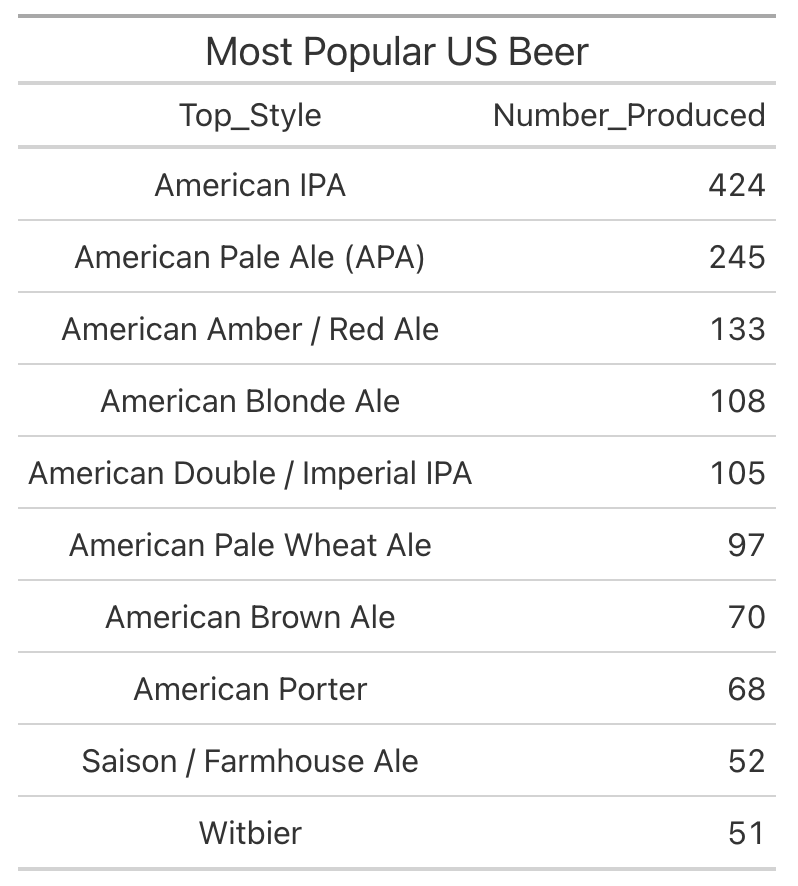 Most Popular US Beer
Top_Style Number_Produced
American IPA 424
American Pale Ale (APA) 245
American Amber / Red Ale 133
American Blonde Ale 108
American Double / Imperial IPA 105
American Pale Wheat Ale 97
American Brown Ale 70
American Porter 68
Saison / Farmhouse Ale 52
Witbier 51